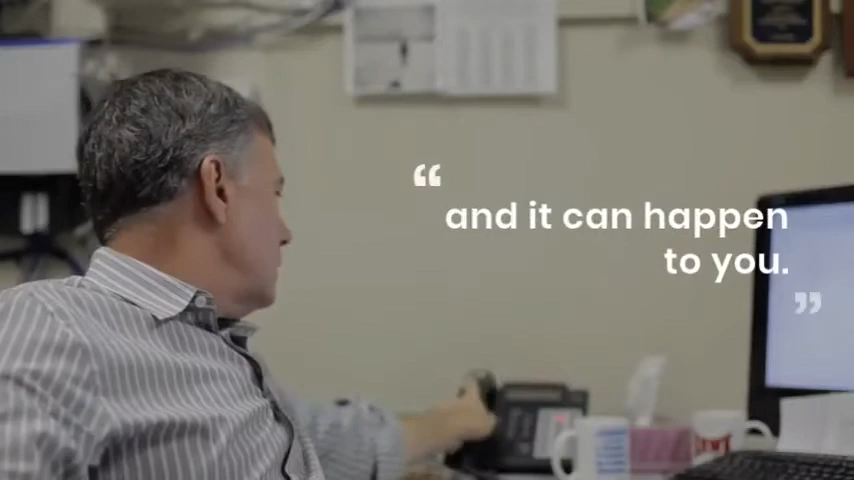 “
and it can happen
to you.
”